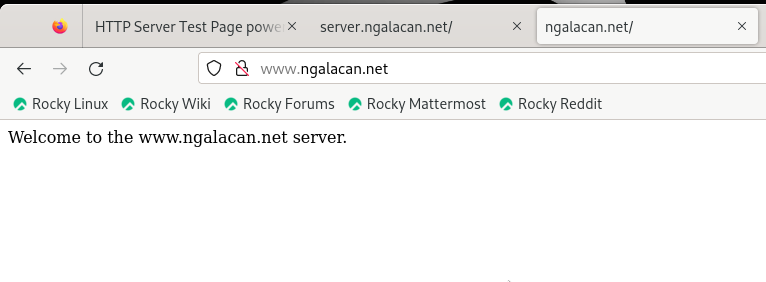 HTTP Server Test Page powe
server.ngalacan.net/
ngalacan.net/
www.ngalacan.net
Rocky Linux Rocky Wiki Rocky Forums Rocky Mattermost Rocky Reddit
Welcome to the www.ngalacan.net server.